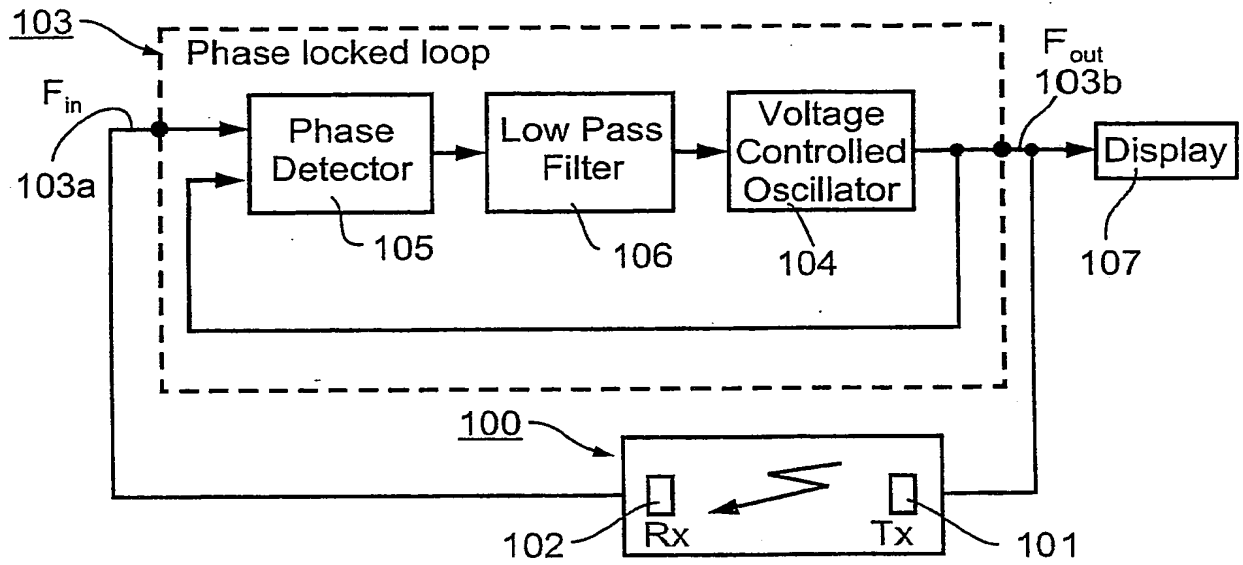 103
Phase locked loop
F_in
103a
Phase
Detector
105
Low Pass
Filter
106
Voltage
Controlled
Oscillator
104
F_out
103b
Display
107
100
102
Rx
Tx
101